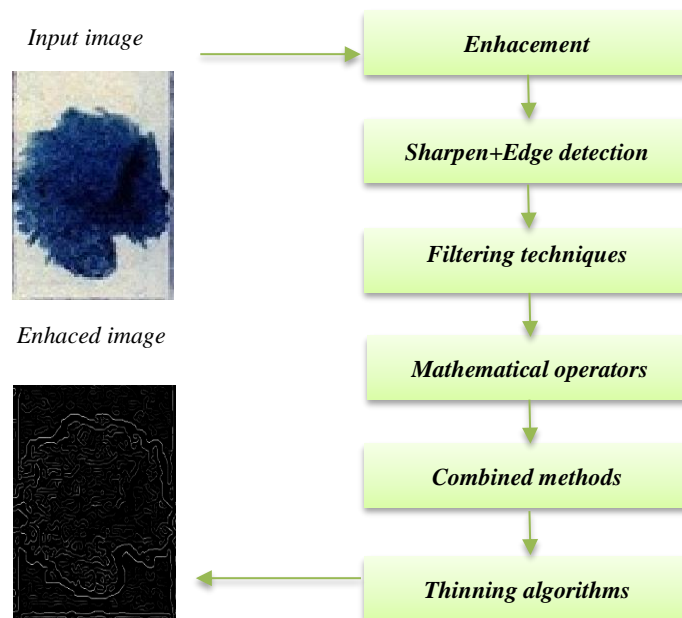 Input image
Enhacement
Sharpen+Edge detection
Filtering techniques
Enhaced image
Mathematical operators
Combined methods
Thinning algorithms